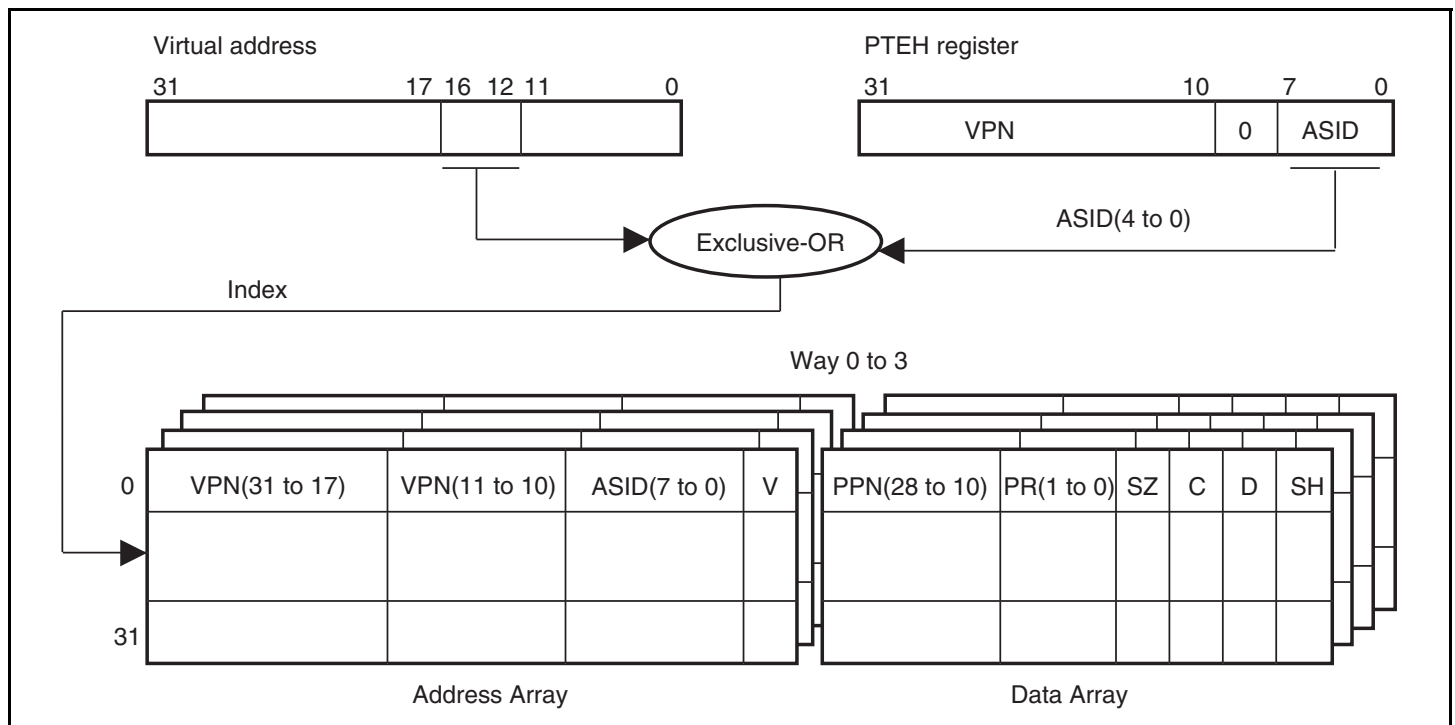 Virtual address
PTEH register
31 17 16 12 11 0
31 10 7 0
VPN 0 ASID
ASID(4 to 0)
Exclusive-OR
Index
Way 0 to 3
0 VPN(31 to 17) VPN(11 to 10) ASID(7 to 0) V PPN(28 to 10) PR(1 to 0) SZ C D SH
31
Address Array
Data Array